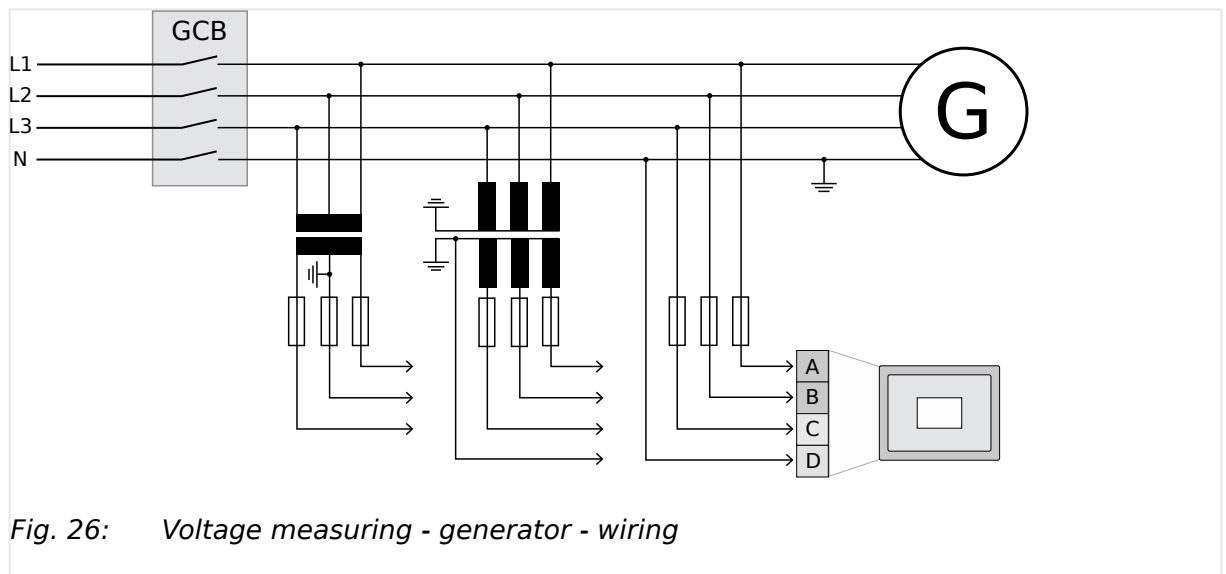 GCB
L1
L2
L3
N
G
A
B
C
D
Fig. 26: Voltage measuring - generator - wiring